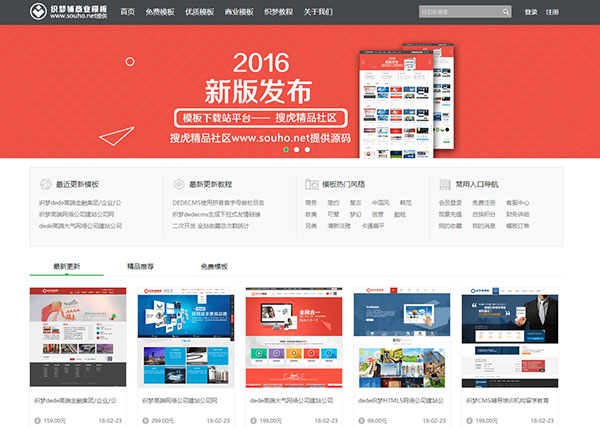 织梦铺商业模板
www.souho.net提供
首页 免费模板 优质模板 商业模板 织梦教程 关于我们
登录 注册
2016
新版发布
模板下载站平台—— 搜虎精品社区
搜虎精品社区www.souho.net提供源码
最近更新模板 最新更新教程 模板热门风格 常用入口导航
织梦dede高端金融集团/企业/公 DEDECMS使用拼音首字母做栏目名 商务 简约 复古 中国风 韩范 会员登录 免费注册 客服中心
织梦高端网络公司建站公司网 织梦dedecms生成下拉式友情链接 欧美 可爱 梦幻 创意 酷炫 我要充值 兑换积分 财务详细
dede高端大气网络公司建站公司 二次开发 全站收藏总次数统计 另类 清新淡雅 卡通扁平 我的收藏 我的消息 模板订单
最新更新 精品推荐 免费模板
织梦dede高端金融集团/企业/公 织梦高端网络公司建站公司网 dede高端大气网络公司建站公司 dede织梦HTML5网络公司建站公 织梦CMS辅导培训机构留学教育
159.00元 16-02-23 299.00元 16-02-23 199.00元 16-02-23 99.00元 16-02-23 199.00元 16-02-23